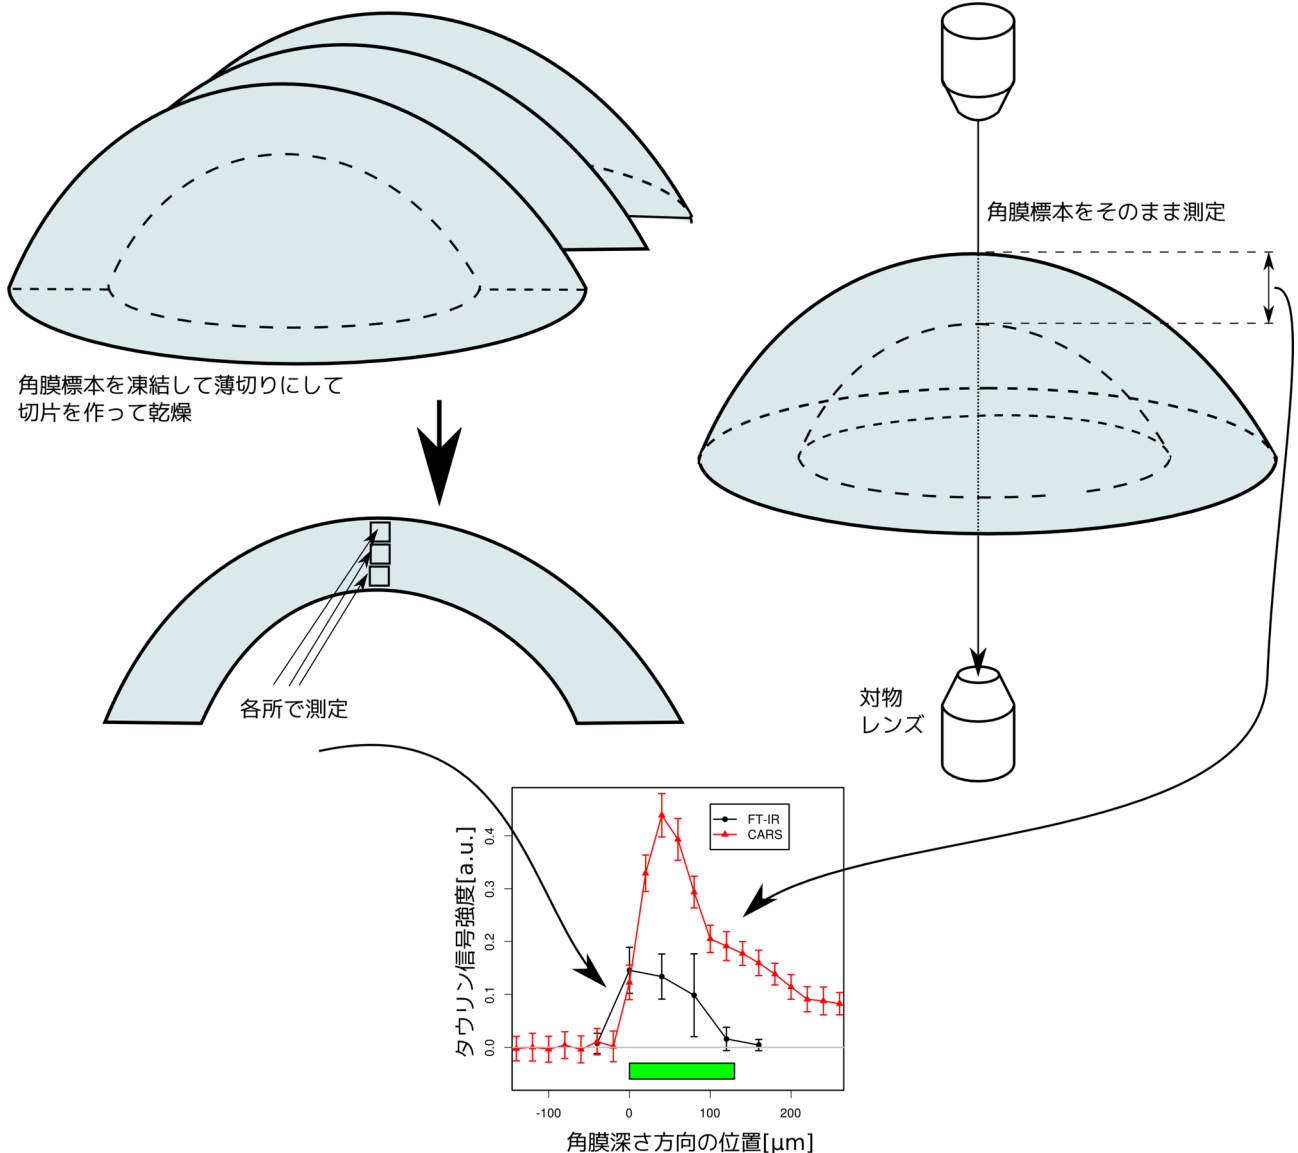 角膜標本をそのまま測定
角膜標本を凍結して薄切りにして
切片を作って乾燥
各所で測定
対物
レンズ
FT-IR
CARS
タウリン信号強度[a.u.]
0.4
0.3
0.2
0.1
0.0
-100 0 100 200
角膜深さ方向の位置[μm]